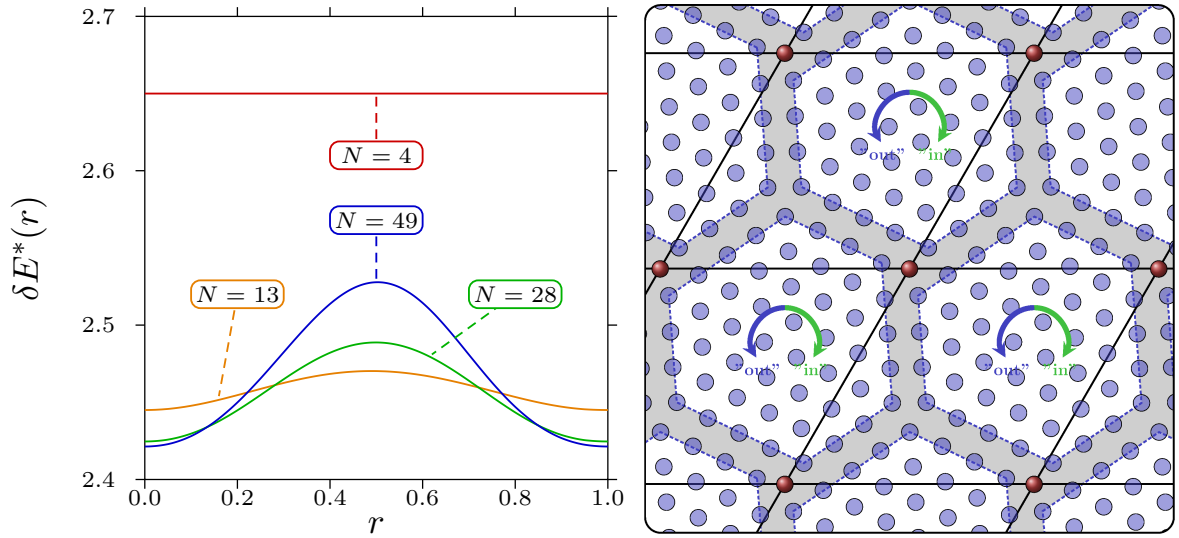 2.7
2.6
2.5
2.4
δE*(r)
N = 4
N = 49
N = 13
N = 28
0.0 0.2 0.4 0.6 0.8 1.0
r
"out" "in"
"out" "in"
"out" "in"